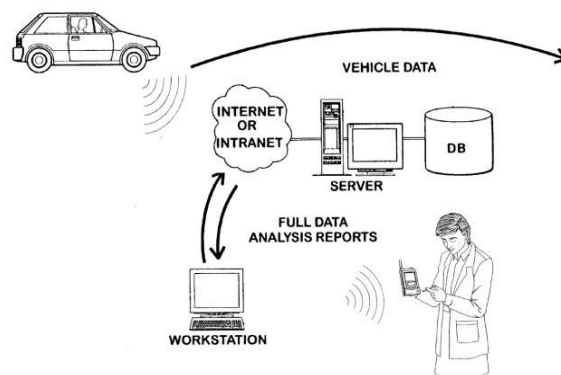 VEHICLE DATA
INTERNET
OR
INTRANET
DB
SERVER
FULL DATA
ANALYSIS REPORTS
WORKSTATION